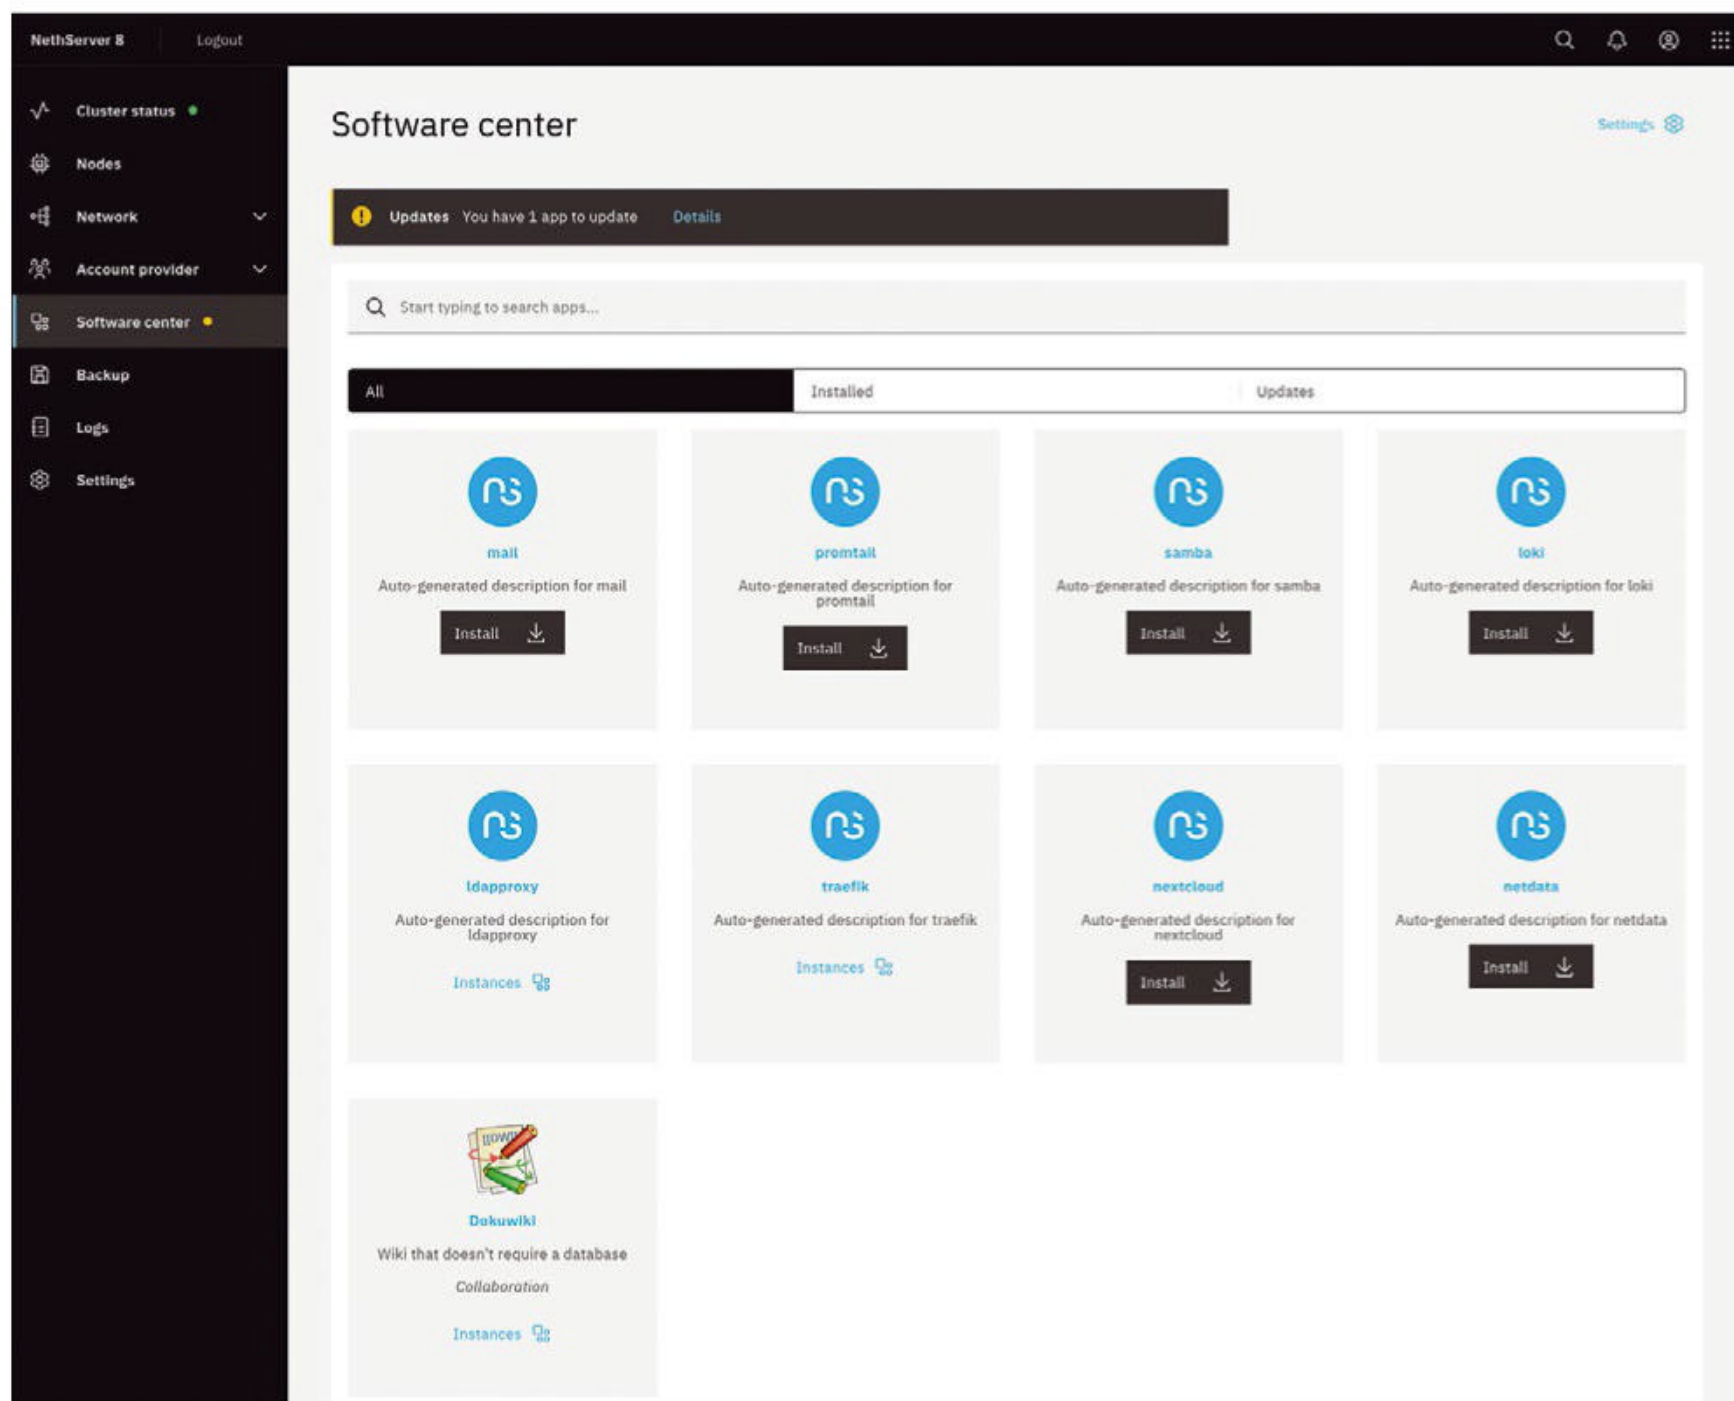 NethServer 8 Logout
Cluster status
Nodes
Network
Account provider
Software center
Backup
Logs
Settings
Software center
Settings
Updates You have 1 app to update Details
Start typing to search apps...
All Installed Updates
mail
Auto-generated description for mail
Install
promtail
Auto-generated description for
promtail
Install
samba
Auto-generated description for samba
Install
loki
Auto-generated description for loki
Install
ldapproxy
Auto-generated description for
ldapproxy
Instances
traefik
Auto-generated description for traefik
Instances
nextcloud
Auto-generated description for
nextcloud
Install
netdata
Auto-generated description for netdata
Install
Dokuwiki
Wiki that doesn't require a database
Collaboration
Instances